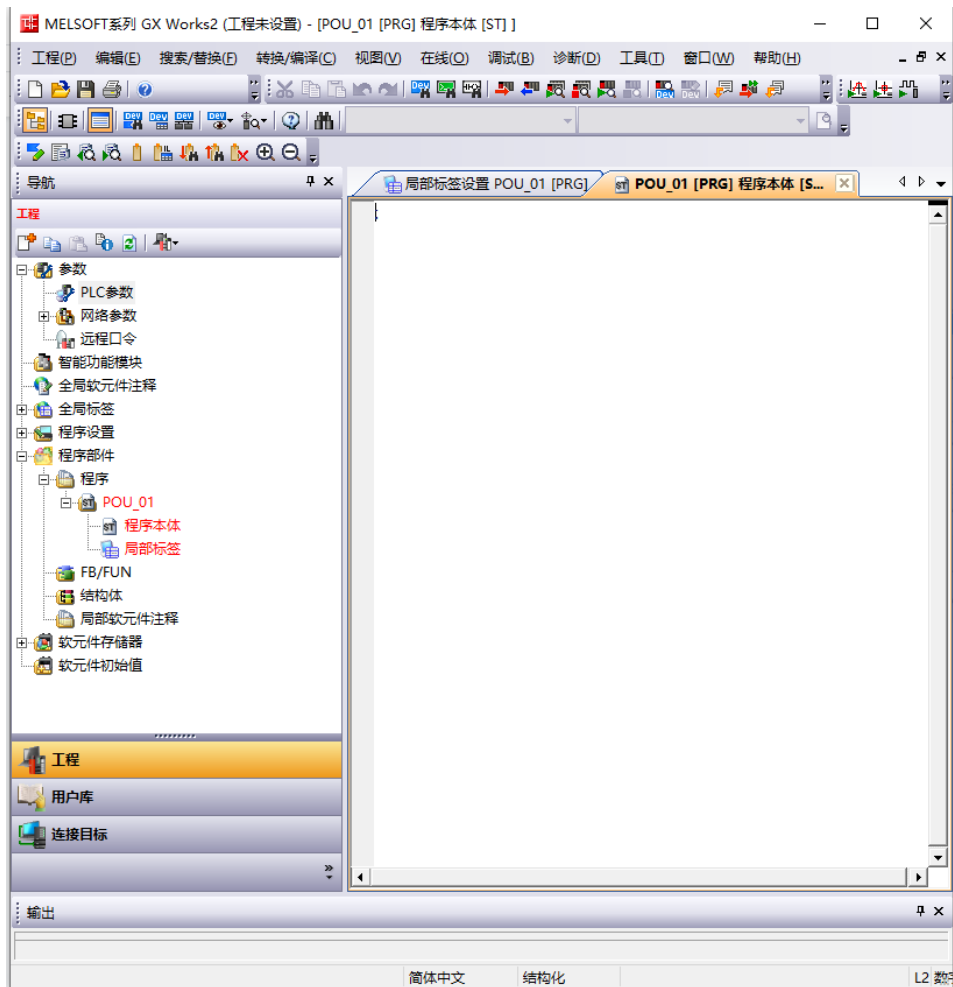 MELSOFT系列 GX Works2 (工程未设置) - [POU_01 [PRG] 程序本体 [ST] ]
工程(P) 编辑(E) 搜索/替换(F) 转换/编译(C) 视图(V) 在线(O) 调试(B) 诊断(D) 工具(T) 窗口(W) 帮助(H)
导航
局部标签设置 POU_01 [PRG]
POU_01 [PRG] 程序本体 [S...
工程
;
参数
PLC参数
网络参数
远程口令
智能功能模块
全局软元件注释
全局标签
程序设置
程序部件
程序
POU_01
程序本体
局部标签
FB/FUN
结构体
局部软元件注释
软元件存储器
软元件初始值
工程
用户库
连接目标
输出
简体中文 结构化 L2